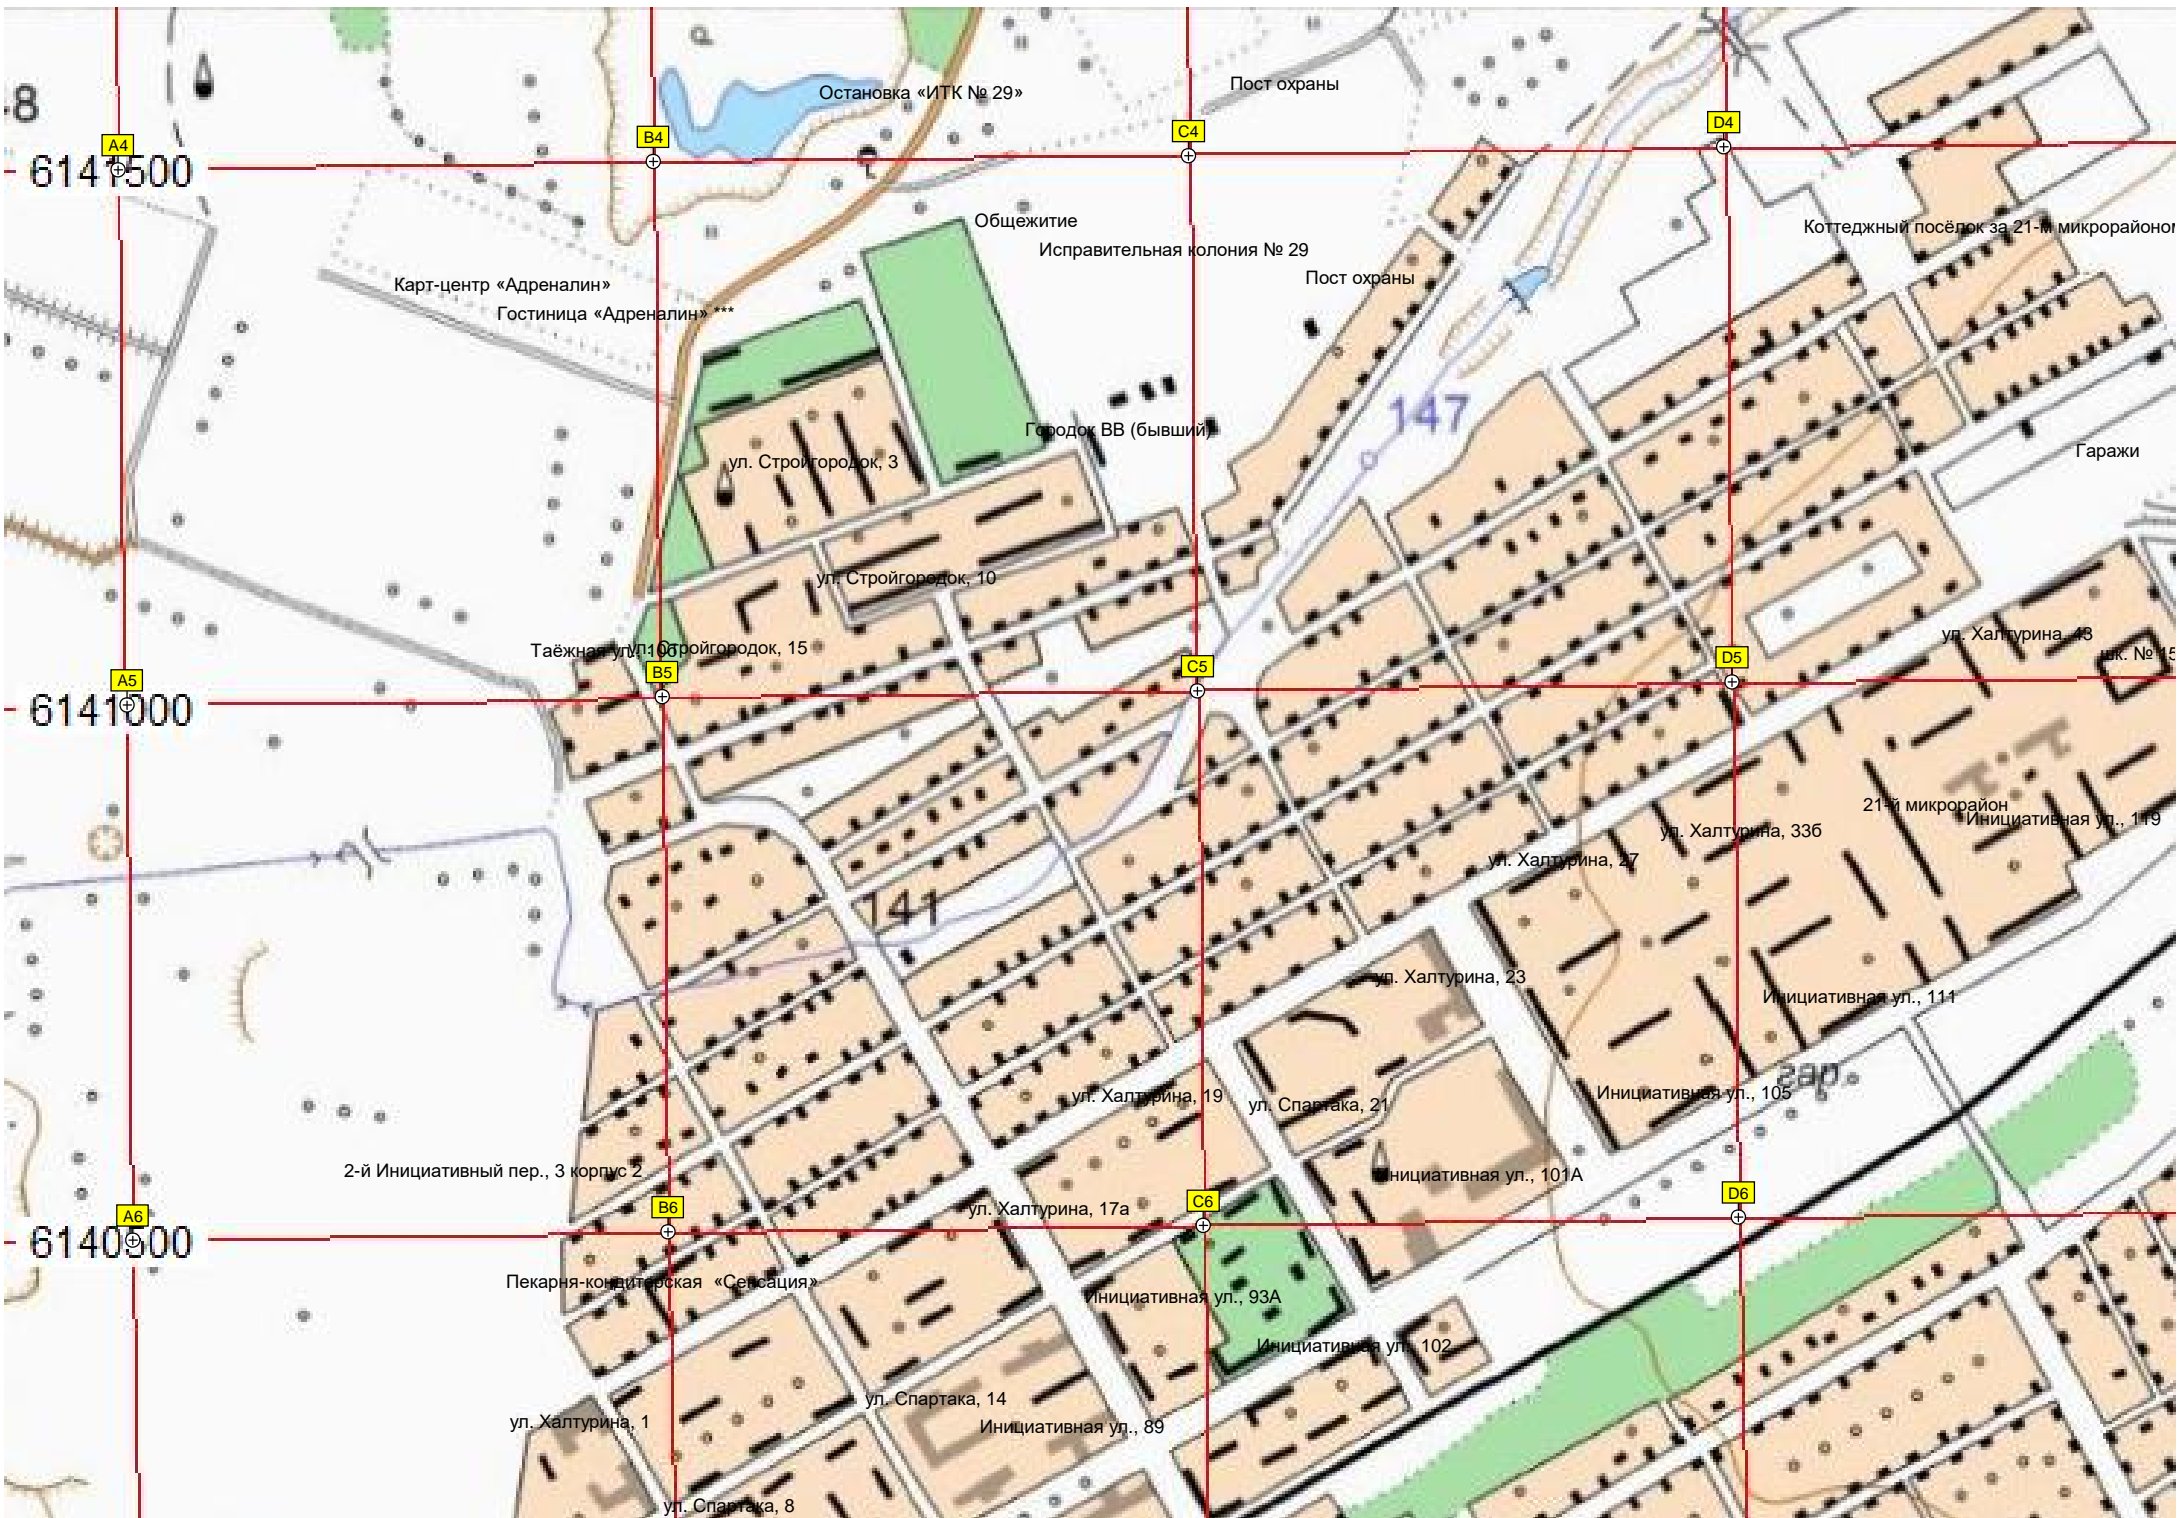 Остановка «ИТК № 29»
Пост охраны
-8
A4
B4
C4
D4
6141500
Общежитие
Коттеджный посёлок за 21-м микрорайоном
Исправительная колония № 29
Карт-центр «Адреналин»
Пост охраны
Гостиница «Адреналин» ***
147
Городок ВВ (бывший)
Гаражи
ул. Стройгородок, 3
ул. Стройгородок, 10
ул. Халтурина, 43
Таёжная ул.,
ул. Стройгородок, 15
шк. № 15
A5
B5
C5
D5
6141000
21-й микрорайон
Инициативная ул., 119
ул. Халтурина, 33б
ул. Халтурина, 27
141
ул. Халтурина, 23
Инициативная ул., 111
гар.
ул. Халтурина, 19
ул. Спартака, 21
Инициативная ул., 105
2-й Инициативный пер., 3 корпус 2
Инициативная ул., 101А
A6
B6
C6
D6
6140500
ул. Халтурина, 17а
Пекарня-кондитерская «Сенсация»
Инициативная ул., 93А
Инициативная ул., 102
ул. Спартака, 14
ул. Халтурина, 1
Инициативная ул., 89
ул. Спартака, 8